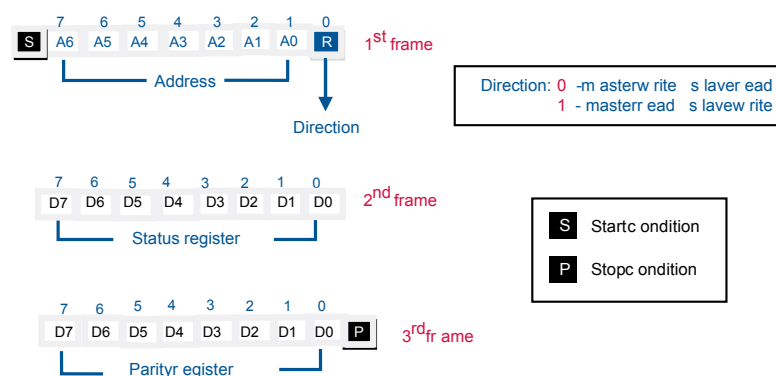 7 6 5 4 3 2 1 0
S A6 A5 A4 A3 A2 A1 A0 R 1st frame
Address
Direction
Direction: 0 -m asterw rite s laver ead
1 - masterr ead s lavew rite
7 6 5 4 3 2 1 0
D7 D6 D5 D4 D3 D2 D1 D0 2nd frame
Status register
S Startc ondition
P Stopc ondition
7 6 5 4 3 2 1 0
D7 D6 D5 D4 D3 D2 D1 D0 P 3rd fr ame
Parityr egister